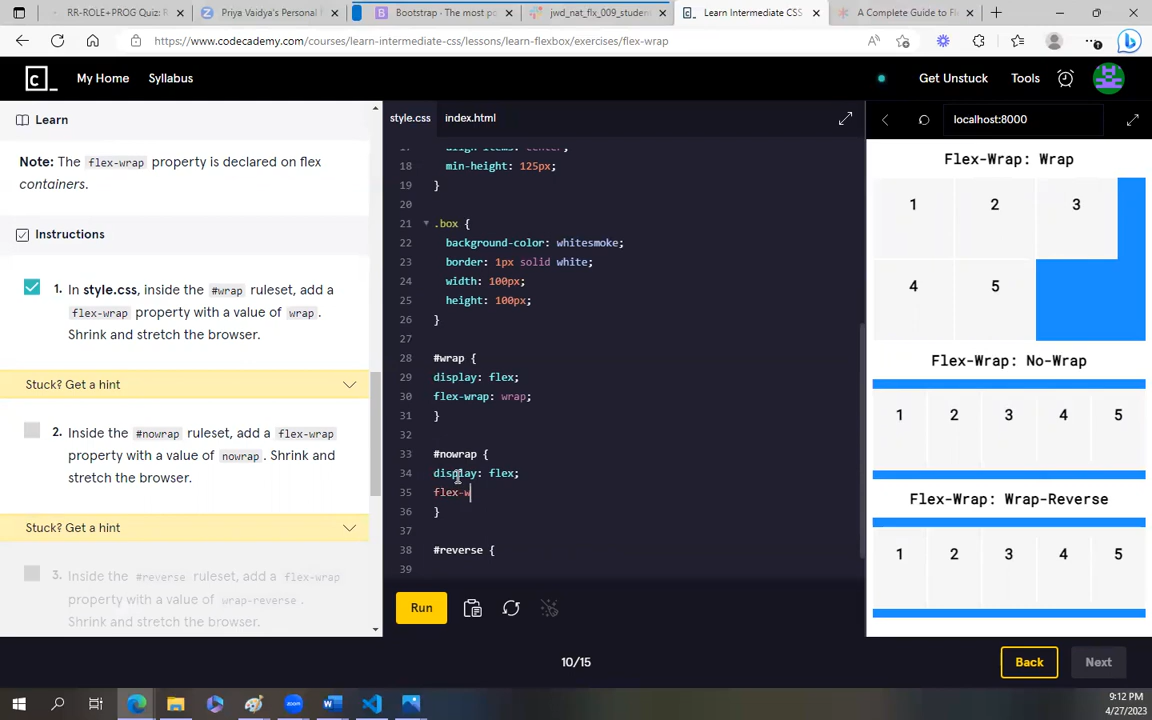 RR-ROLE+PROG Quiz: R
Priya Vaidya's Personal
Bootstrap - The most po
jwd_nat_flx_009_studen
Learn Intermediate CSS
A Complete Guide to Fle
https://www.codecademy.com/courses/learn-intermediate-css/lessons/learn-flexbox/exercises/flex-wrap
My Home
Syllabus
Get Unstuck
Tools
Learn
Note: The flex-wrap property is declared on flex
containers.
Instructions
1. In style.css, inside the #wrap ruleset, add a
flex-wrap property with a value of wrap.
Shrink and stretch the browser.
Stuck? Get a hint
2. Inside the #nowrap ruleset, add a flex-wrap
property with a value of nowrap. Shrink and
stretch the browser.
Stuck? Get a hint
3. Inside the #reverse ruleset, add a flex-wrap
property with a value of wrap-reverse.
Shrink and stretch the browser.
style.css
index.html
17 align-items: center;
18 min-height: 125px;
19 }
20
21 .box {
22 background-color: whitesmoke;
23 border: 1px solid white;
24 width: 100px;
25 height: 100px;
26 }
27
28 #wrap {
29 display: flex;
30 flex-wrap: wrap;
31 }
32
33 #nowrap {
34 display: flex;
35 flex-w
36 }
37
38 #reverse {
39
Run
localhost:8000
Flex-Wrap: Wrap
1 2 3
4 5
Flex-Wrap: No-Wrap
1 2 3 4 5
Flex-Wrap: Wrap-Reverse
1 2 3 4 5
10/15
Back
Next
9:12 PM
4/27/2023